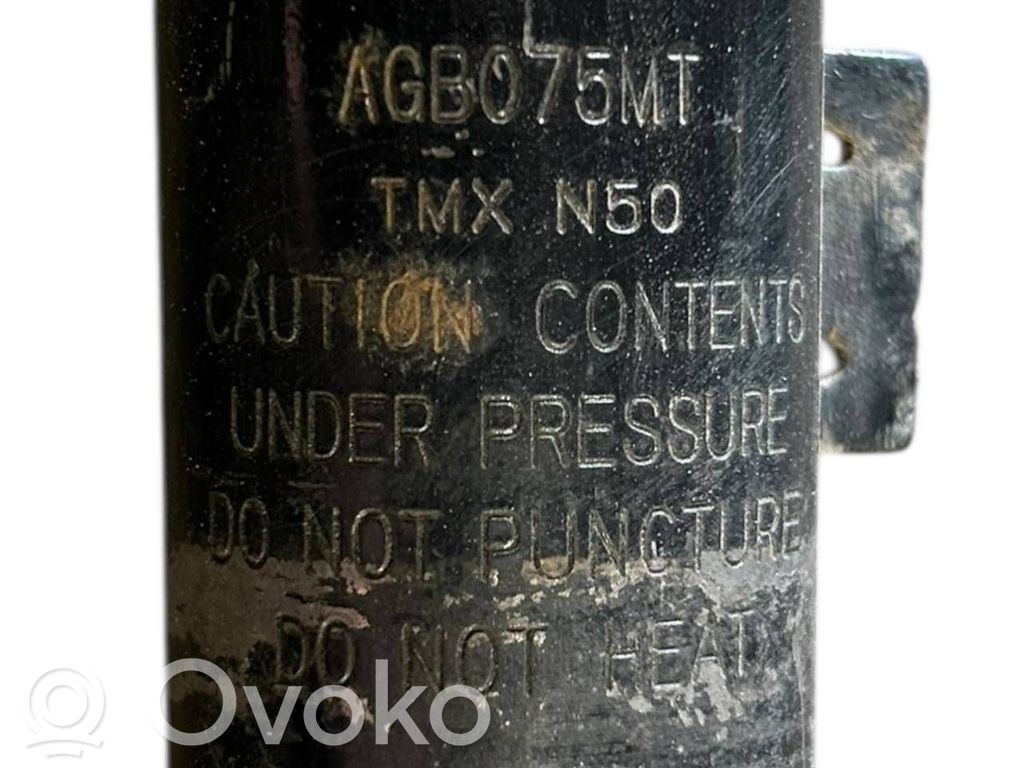 AGB075MT
TMX N50
CAUTION CONTENTS
UNDER PRESSURE
DO NOT PUNCTURE
DO NOT HEAT
Ovoko